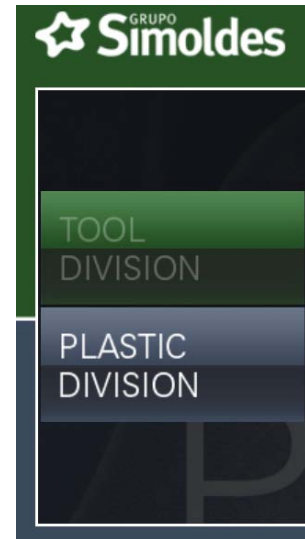 GRUPO
Simoldes
TOOL
DIVISION
PLASTIC
DIVISION
P